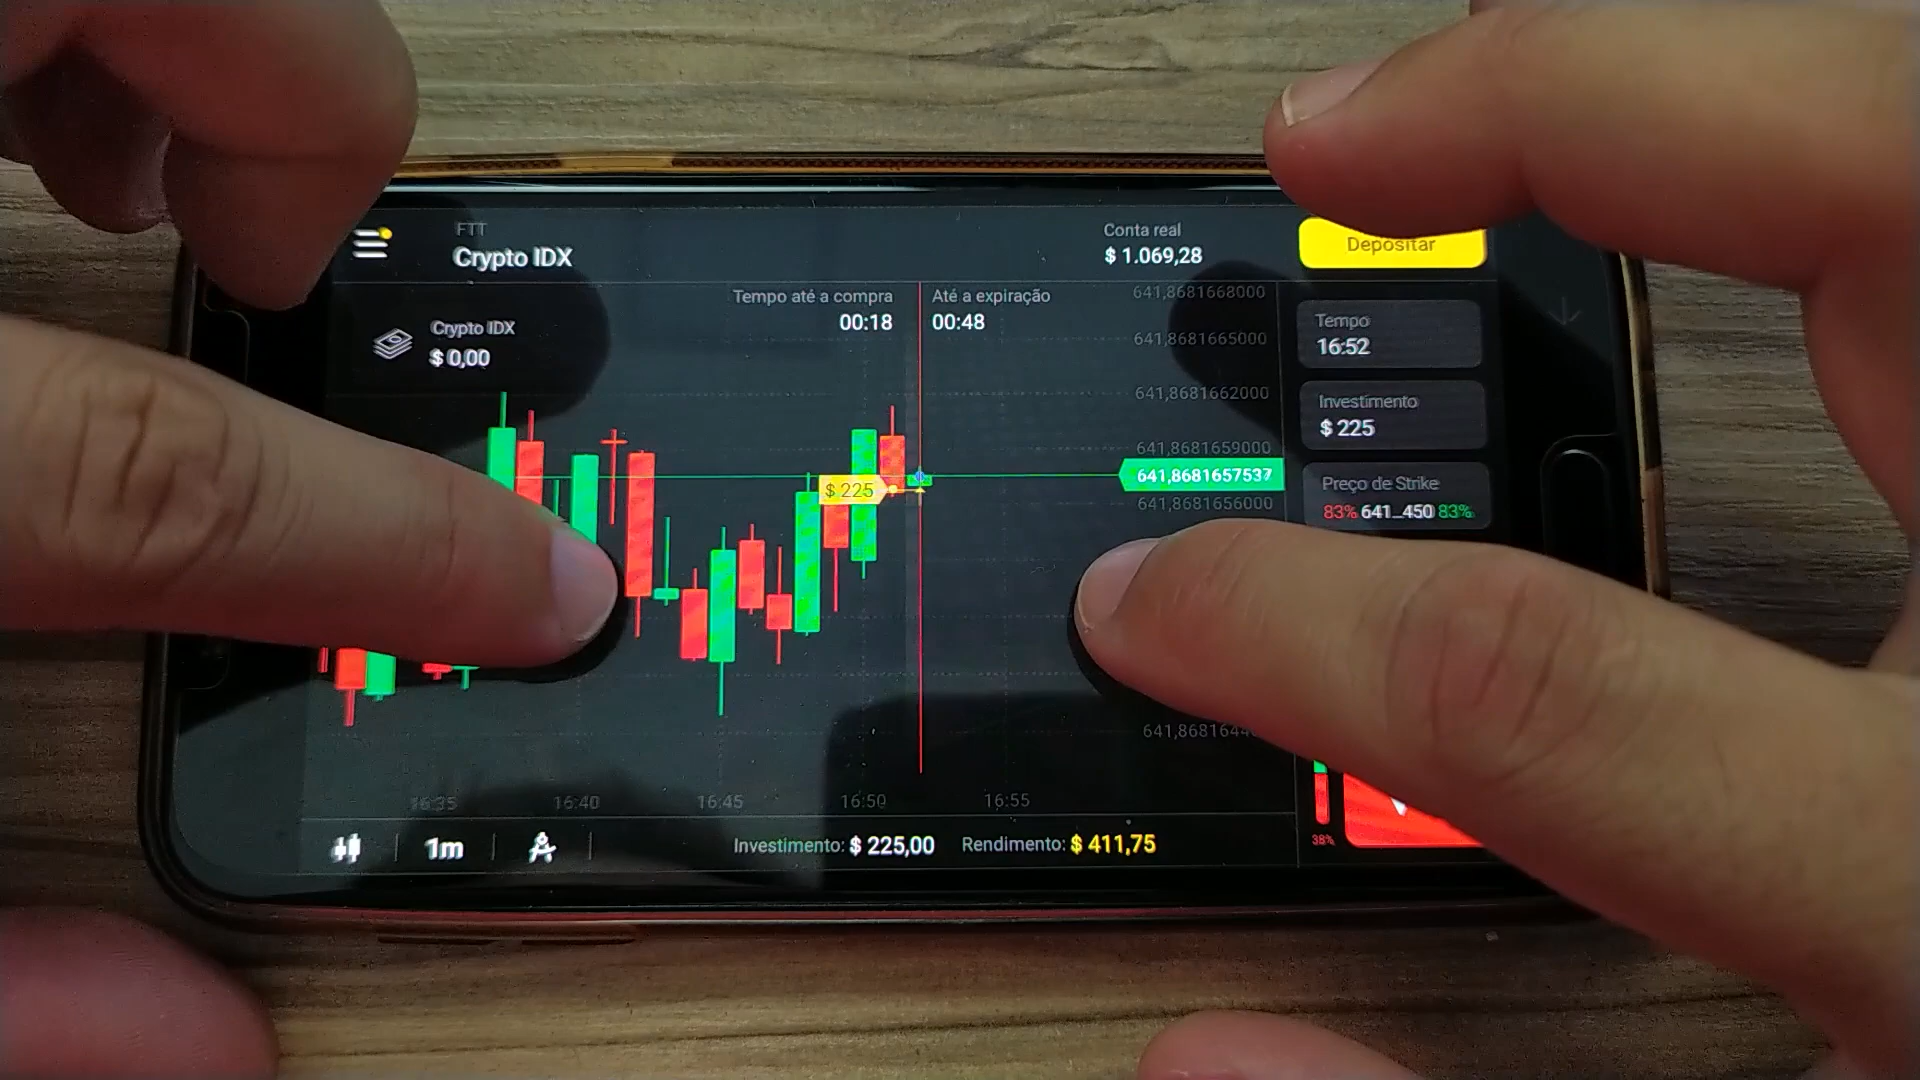 FTT
Crypto IDX
Conta real
$ 1.069,28
Depositar
Crypto IDX
$ 0,00
Tempo até a compra
00:18
Até a expiração
00:48
641,8681668000
641,8681665000
641,8681662000
641,8681659000
641,8681657537
641,8681656000
$ 225
Tempo
16:52
Investimento
$ 225
Preço de Strike
83% 641_450 83%
16:35
16:40
16:45
16:50
16:55
1m
Investimento: $ 225,00
Rendimento: $ 411,75
38%